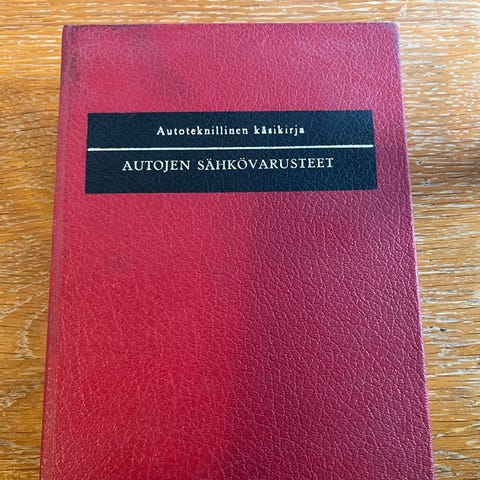 Autoteknillinen käsikirja
AUTOJEN SÄHKÖVARUSTEET